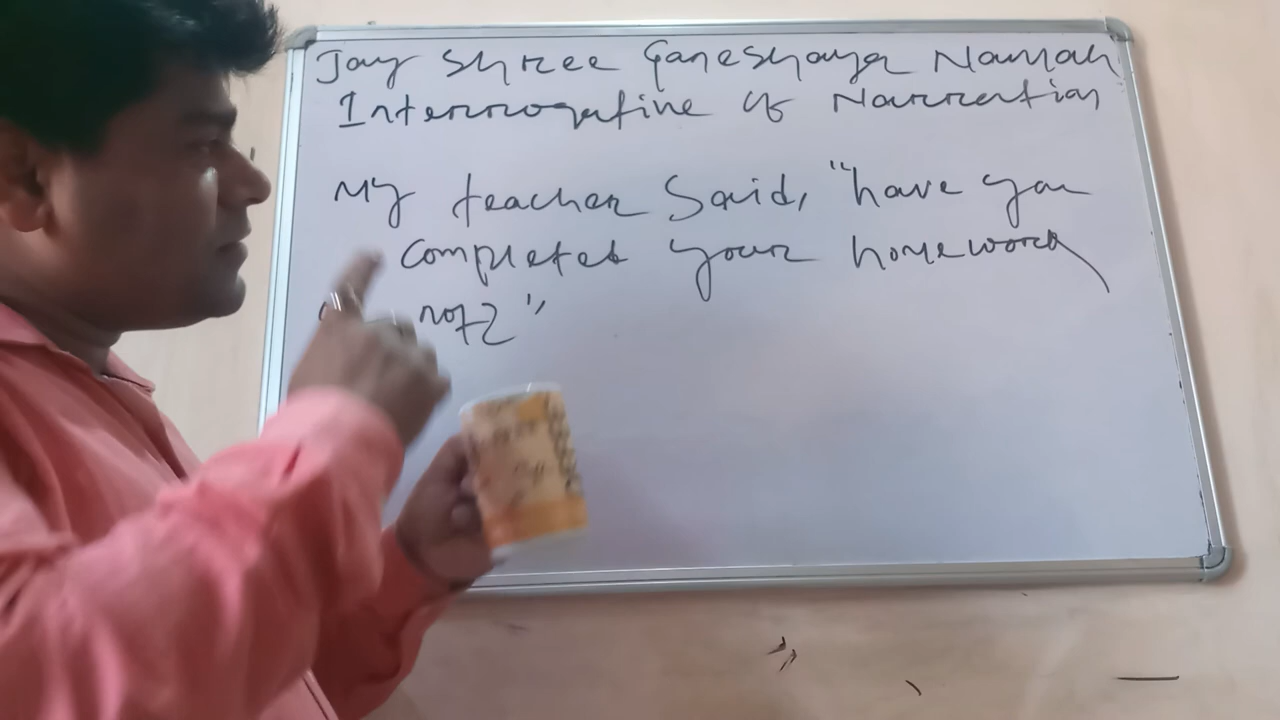 Jay Shree Ganeshaya Namah
Interrogative of Narration
My teacher Said, "have you
completed your homework
not?"